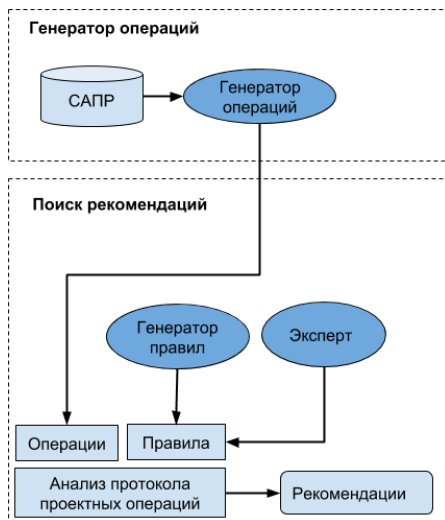 Генератор операций
САПР
Генератор
операций
Поиск рекомендаций
Генератор
правил
Эксперт
Операции
Правила
Анализ протокола
проектных операций
Рекомендации